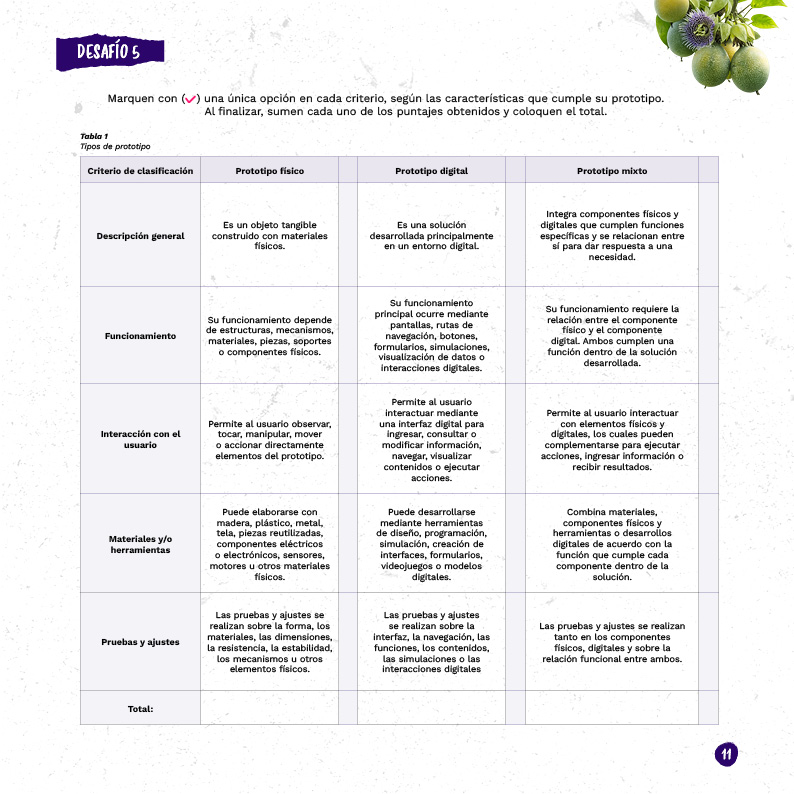 DESAFÍO 5
Marquen con (✓) una única opción en cada criterio, según las características que cumple su prototipo.
Al finalizar, sumen cada uno de los puntajes obtenidos y coloquen el total.
Tabla 1
Tipos de prototipo
Criterio de clasificación
Prototipo físico
Prototipo digital
Prototipo mixto
Descripción general
Es un objeto tangible
construido con materiales
físicos.
Es una solución
desarrollada principalmente
en un entorno digital.
Integra componentes físicos y
digitales que cumplen funciones
específicas y se relacionan entre
sí para dar respuesta a una
necesidad.
Funcionamiento
Su funcionamiento depende
de estructuras, mecanismos,
materiales, piezas, soportes
o componentes físicos.
Su funcionamiento
principal ocurre mediante
pantallas, rutas de
navegación, botones,
formularios, simulaciones,
visualización de datos o
interacciones digitales.
Su funcionamiento requiere la
relación entre el componente
físico y el componente
digital. Ambos cumplen una
función dentro de la solución
desarrollada.
Interacción con el
usuario
Permite al usuario observar,
tocar, manipular, mover
o accionar directamente
elementos del prototipo.
Permite al usuario
interactuar mediante
una interfaz digital para
ingresar, consultar o
modificar información,
navegar, visualizar
contenidos o ejecutar
acciones.
Permite al usuario interactuar
con elementos físicos y
digitales, los cuales pueden
complementarse para ejecutar
acciones, ingresar información o
recibir resultados.
Materiales y/o
herramientas
Puede elaborarse con
madera, plástico, metal,
tela, piezas reutilizadas,
componentes eléctricos
o electrónicos, sensores,
motores u otros materiales
físicos.
Puede desarrollarse
mediante herramientas
de diseño, programación,
simulación, creación de
interfaces, formularios,
videojuegos o modelos
digitales.
Combina materiales,
componentes físicos y
herramientas o desarrollos
digitales de acuerdo con la
función que cumple cada
componente dentro de la
solución.
Pruebas y ajustes
Las pruebas y ajustes se
realizan sobre la forma, los
materiales, las dimensiones,
la resistencia, la estabilidad,
los mecanismos u otros
elementos físicos.
Las pruebas y ajustes
se realizan sobre la
interfaz, la navegación, las
funciones, los contenidos,
las simulaciones o las
interacciones digitales
Las pruebas y ajustes se realizan
tanto en los componentes
físicos, digitales y sobre la
relación funcional entre ambos.
Total:
11